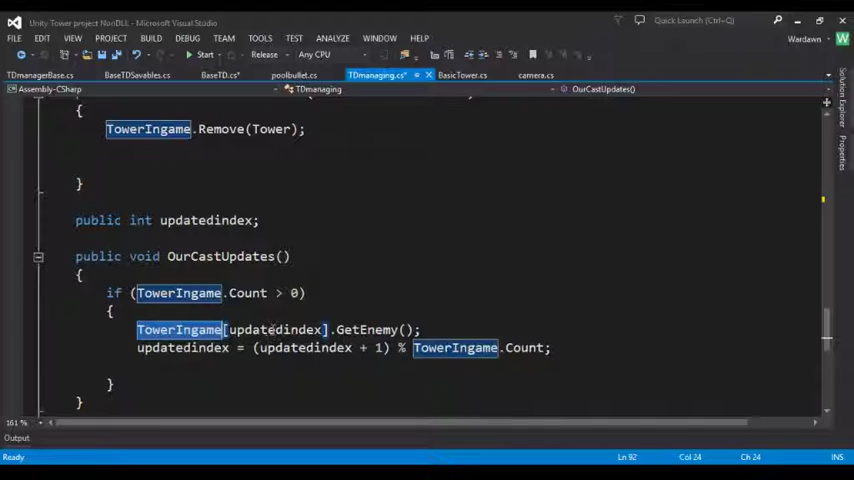 Unity Tower project NonDLL - Microsoft Visual Studio
Quick Launch (Ctrl+Q)
FILE EDIT VIEW PROJECT BUILD DEBUG TEAM TOOLS TEST ANALYZE WINDOW HELP
Wardawn W
Start Release Any CPU
TDmanagerBase.cs BaseTDSavables.cs BaseTD.cs* poolbullet.cs TDmanaging.cs* BasicTower.cs camera.cs
Assembly-CSharp TDmanaging OurCastUpdates()
Solution Explorer
Properties
{
TowerIngame.Remove(Tower);
}
public int updatedindex;
public void OurCastUpdates()
{
if (TowerIngame.Count > 0)
{
TowerIngame[updatedindex].GetEnemy();
updatedindex = (updatedindex + 1) % TowerIngame.Count;
}
}
161 %
Output
Ready Ln 92 Col 24 Ch 24 INS